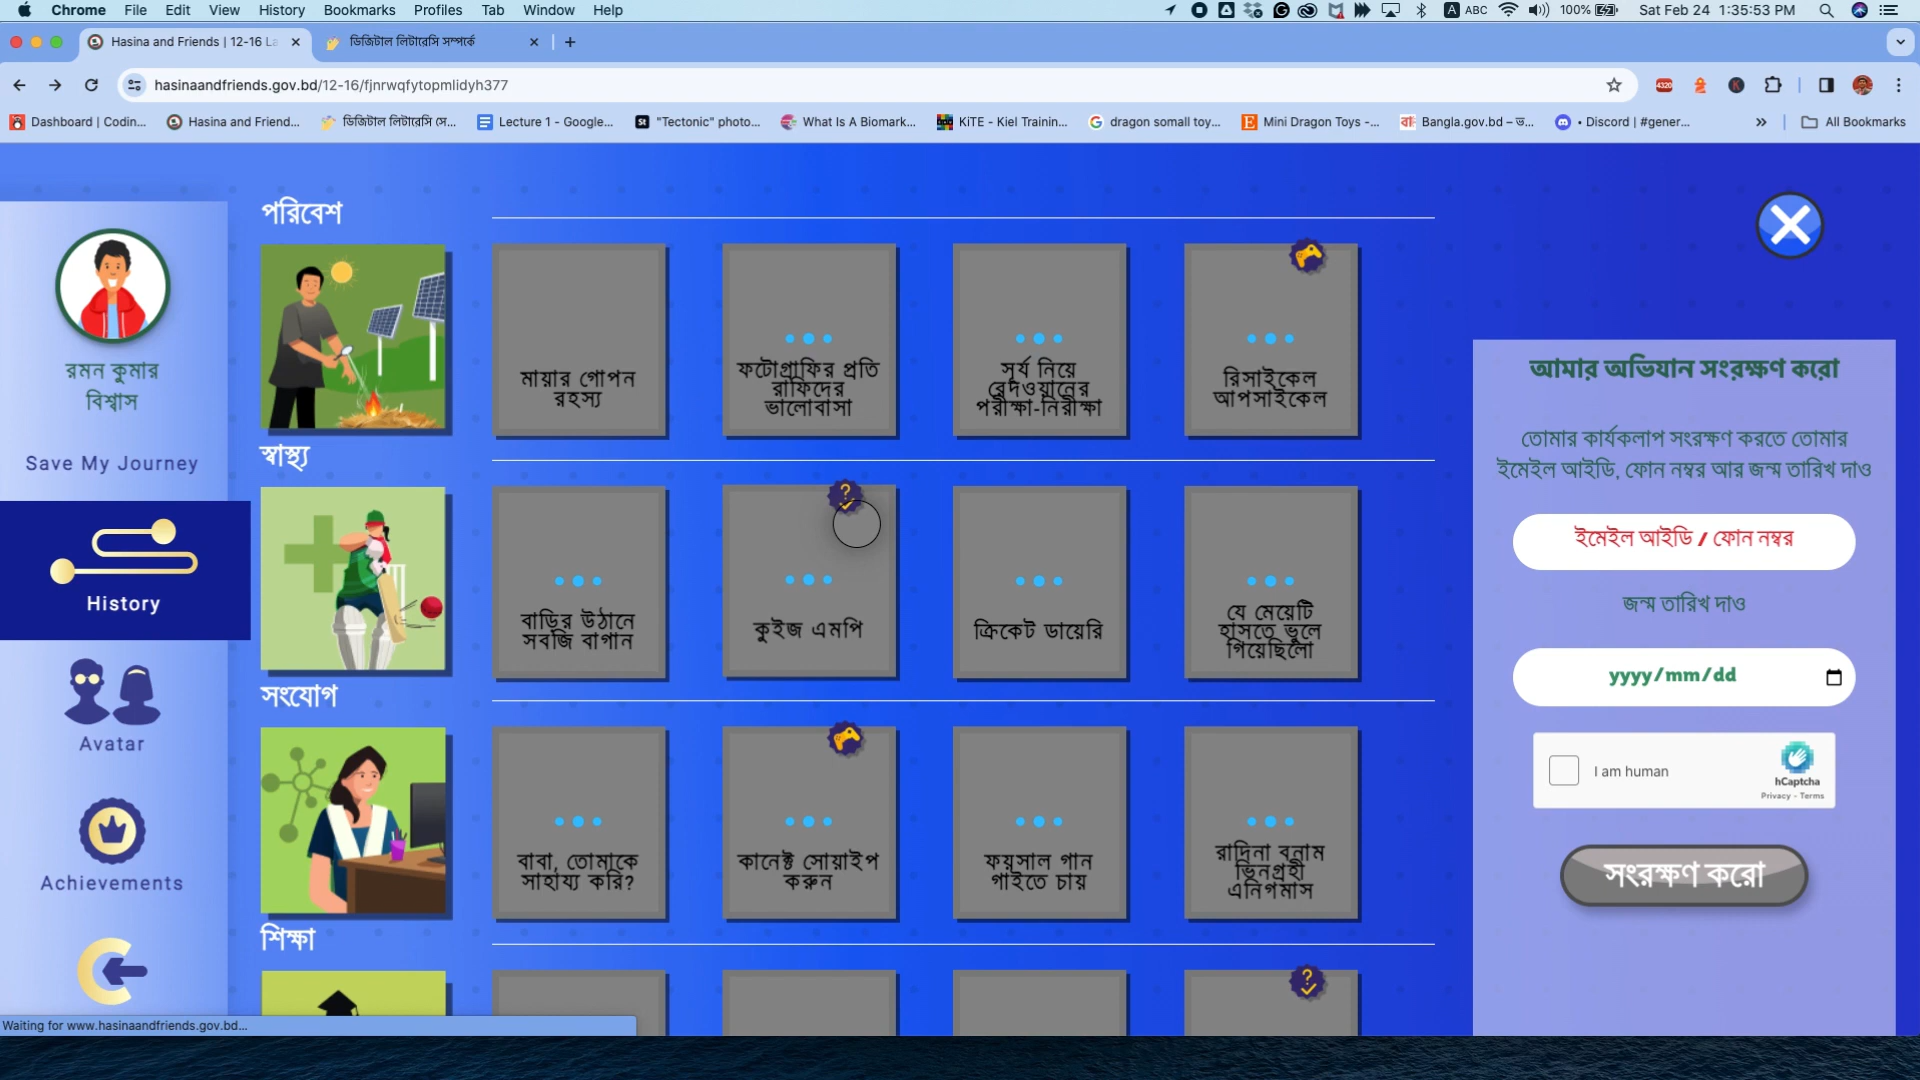 Chrome File Edit View History Bookmarks Profiles Tab Window Help
A ABC 100% Sat Feb 24 1:35:53 PM
Hasina and Friends | 12-16 La
ডিজিটাল লিটারেসি সম্পর্কে
hasinaandfriends.gov.bd/12-16/fjnrwqfytopmlidyh377
Dashboard | Codin...
Hasina and Friend...
ডিজিটাল লিটারেসি সে...
Lecture 1 - Google...
"Tectonic" photo...
What Is A Biomark...
KiTE - Kiel Trainin...
dragon somall toy...
Mini Dragon Toys -...
Bangla.gov.bd – ড...
• Discord | #gener...
All Bookmarks
রমন কুমার
বিশ্বাস
Save My Journey
History
Avatar
Achievements
পরিবেশ
মায়ার গোপন
রহস্য
ফটোগ্রাফির প্রতি
রাফিদের
ভালোবাসা
সূর্য নিয়ে
রেদওয়ানের
পরীক্ষা-নিরীক্ষা
রিসাইকেল
আপসাইকেল
স্বাস্থ্য
বাড়ির উঠানে
সবজি বাগান
কুইজ এমপি
ক্রিকেট ডায়েরি
যে মেয়েটি
হাসতে ভুলে
গিয়েছিলো
সংযোগ
বাবা, তোমাকে
সাহায্য করি?
কানেক্ট সোয়াইপ
করুন
ফয়সাল গান
গাইতে চায়
রাদিনা বনাম
ভিনগ্রহী
এনিগমাস
শিক্ষা
আমার অভিযান সংরক্ষণ করো
তোমার কার্যকলাপ সংরক্ষণ করতে তোমার
ইমেইল আইডি, ফোন নম্বর আর জন্ম তারিখ দাও
ইমেইল আইডি / ফোন নম্বর
জন্ম তারিখ দাও
yyyy/mm/dd
I am human
hCaptcha
Privacy - Terms
সংরক্ষণ করো
Waiting for www.hasinaandfriends.gov.bd...